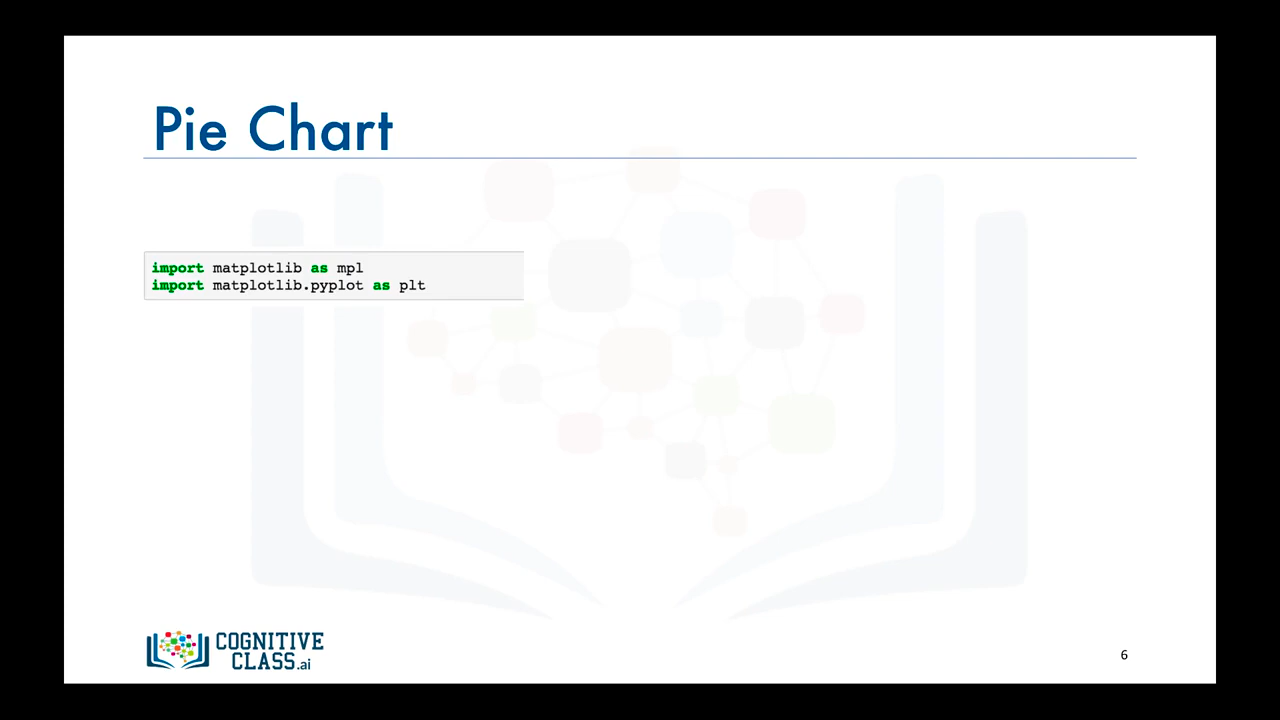 Pie Chart
import matplotlib as mpl
import matplotlib.pyplot as plt
COGNITIVE
CLASS.ai
6